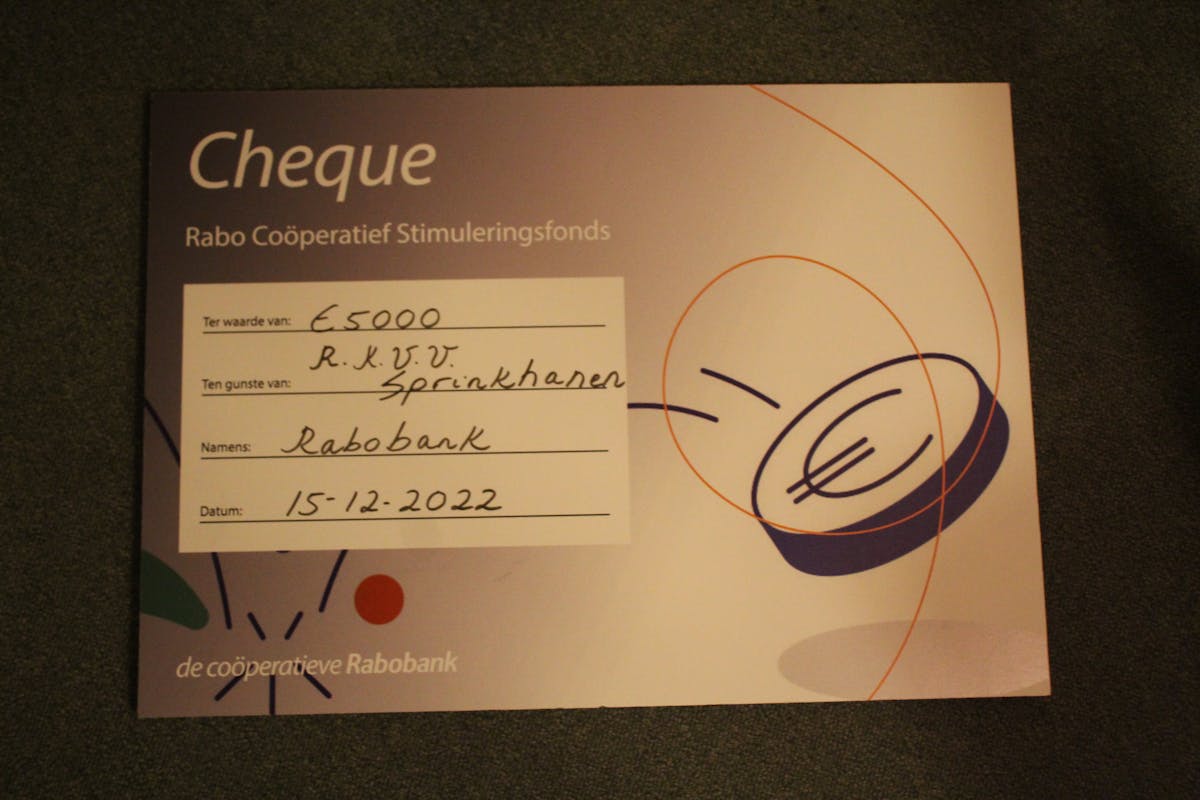 Cheque
Rabo Coöperatief Stimuleringsfonds
Ter waarde van: €5000
R.K.V.V.
Ten gunste van: Sprinkhanen
Namens: Rabobank
Datum: 15-12-2022
de coöperatieve Rabobank